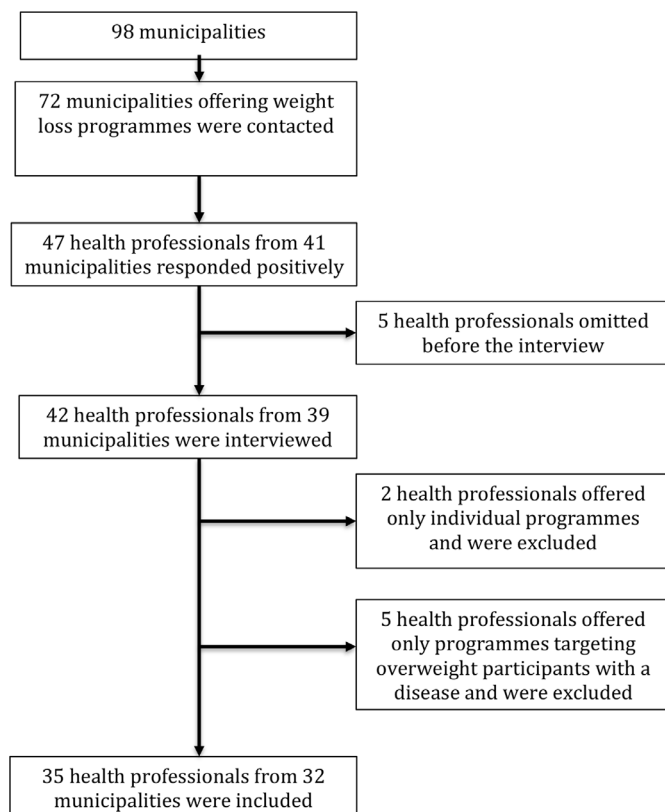 98 municipalities
72 municipalities offering weight
loss programmes were contacted
47 health professionals from 41
municipalities responded positively
5 health professionals omitted
before the interview
42 health professionals from 39
municipalities were interviewed
2 health professionals offered
only individual programmes
and were excluded
5 health professionals offered
only programmes targeting
overweight participants with a
disease and were excluded
35 health professionals from 32
municipalities were included